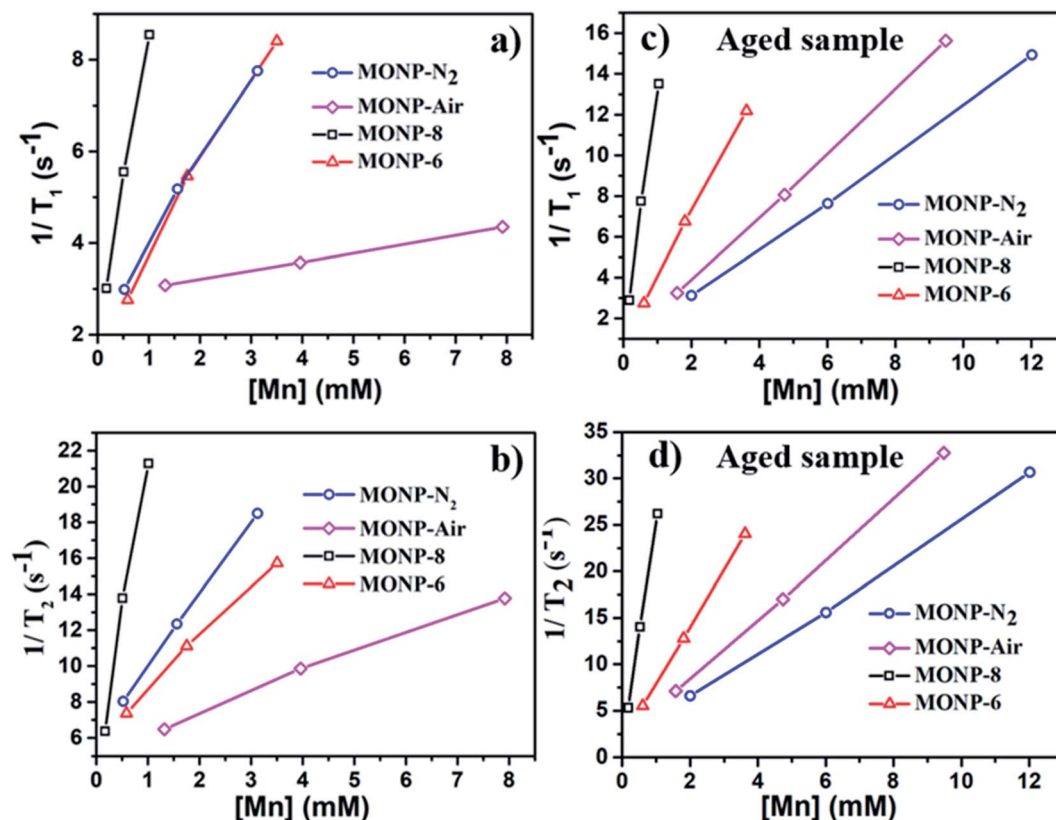 a)
1/ T₁ (s⁻¹)
8
6
4
2
MONP-N₂
MONP-Air
MONP-8
MONP-6
0 1 2 3 4 5 6 7 8
[Mn] (mM)
c) Aged sample
1/ T₁ (s⁻¹)
16
14
12
10
8
6
4
2
MONP-N₂
MONP-Air
MONP-8
MONP-6
0 2 4 6 8 10 12
[Mn] (mM)
b)
1/ T₂ (s⁻¹)
22
20
18
16
14
12
10
8
6
MONP-N₂
MONP-Air
MONP-8
MONP-6
0 1 2 3 4 5 6 7 8
[Mn] (mM)
d) Aged sample
1/ T₂ (s⁻¹)
35
30
25
20
15
10
5
0
MONP-N₂
MONP-Air
MONP-8
MONP-6
0 2 4 6 8 10 12
[Mn] (mM)